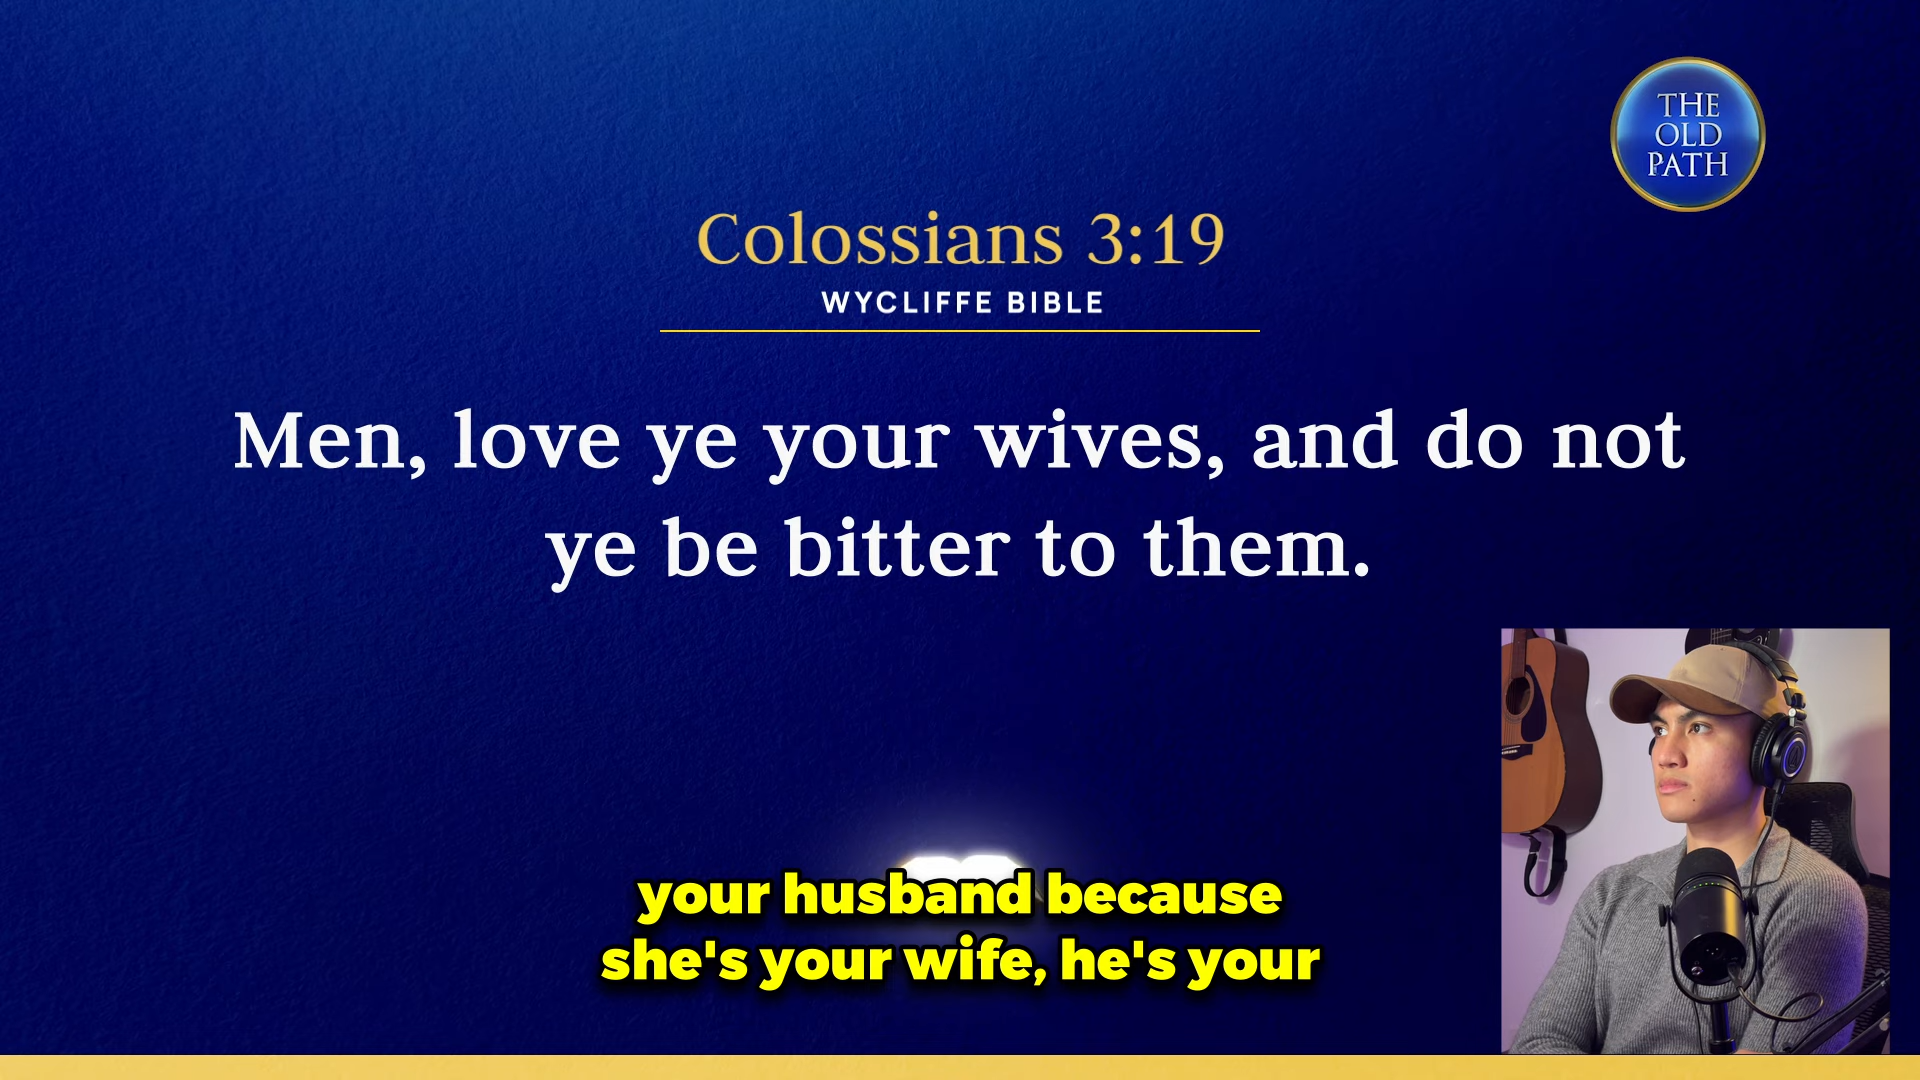 THE
OLD
PATH
Colossians 3:19
WYCLIFFE BIBLE
Men, love ye your wives, and do not
ye be bitter to them.
your husband because
she's your wife, he's your